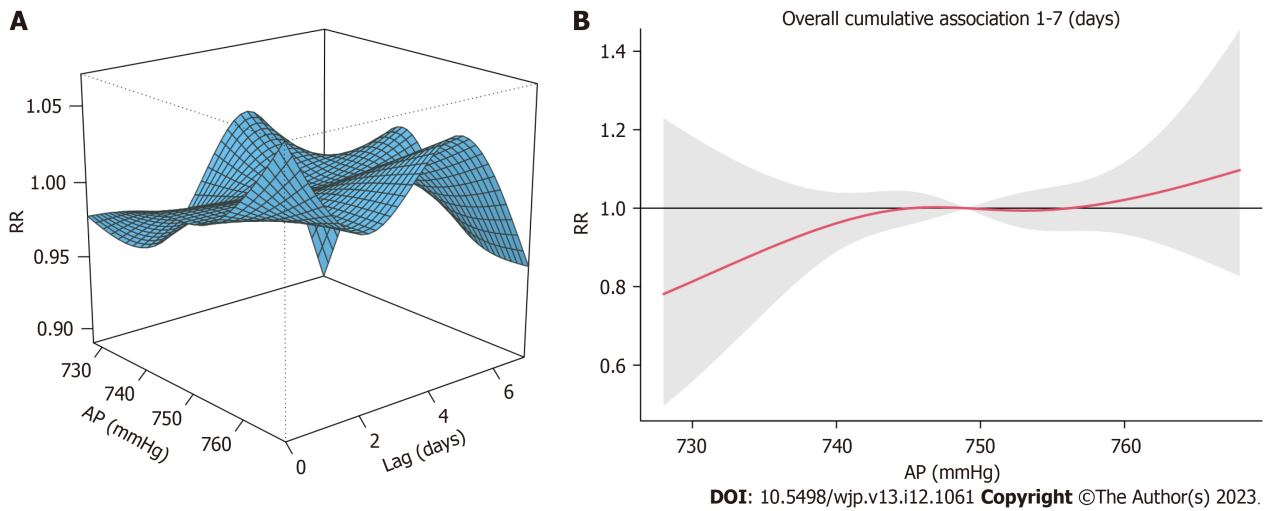 A
1.05
1.00
0.95
0.90
RR
730
740
750
760
AP (mmHg)
0
2
4
6
Lag (days)
B
Overall cumulative association 1-7 (days)
1.4
1.2
1.0
0.8
0.6
RR
730
740
750
760
AP (mmHg)
DOI: 10.5498/wjp.v13.i12.1061 Copyright ©The Author(s) 2023.